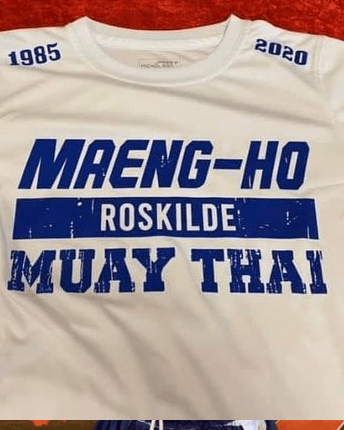 1985
2020
MAENG-HO
ROSKILDE
MUAY THAI